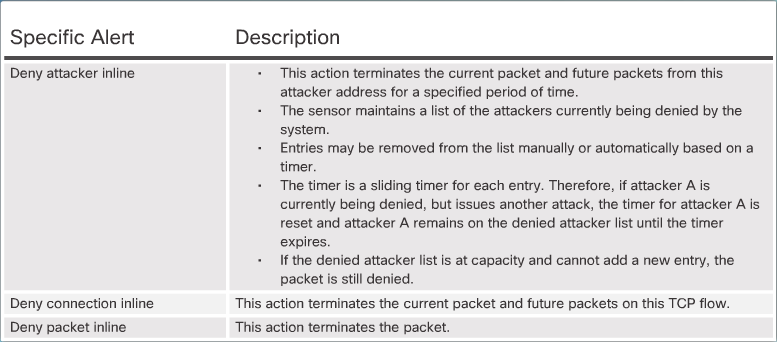 Specific Alert Description
Deny attacker inline
• This action terminates the current packet and future packets from this
attacker address for a specified period of time.
• The sensor maintains a list of the attackers currently being denied by the
system.
• Entries may be removed from the list manually or automatically based on a
timer.
• The timer is a sliding timer for each entry. Therefore, if attacker A is
currently being denied, but issues another attack, the timer for attacker A is
reset and attacker A remains on the denied attacker list until the timer
expires.
• If the denied attacker list is at capacity and cannot add a new entry, the
packet is still denied.
Deny connection inline This action terminates the current packet and future packets on this TCP flow.
Deny packet inline This action terminates the packet.